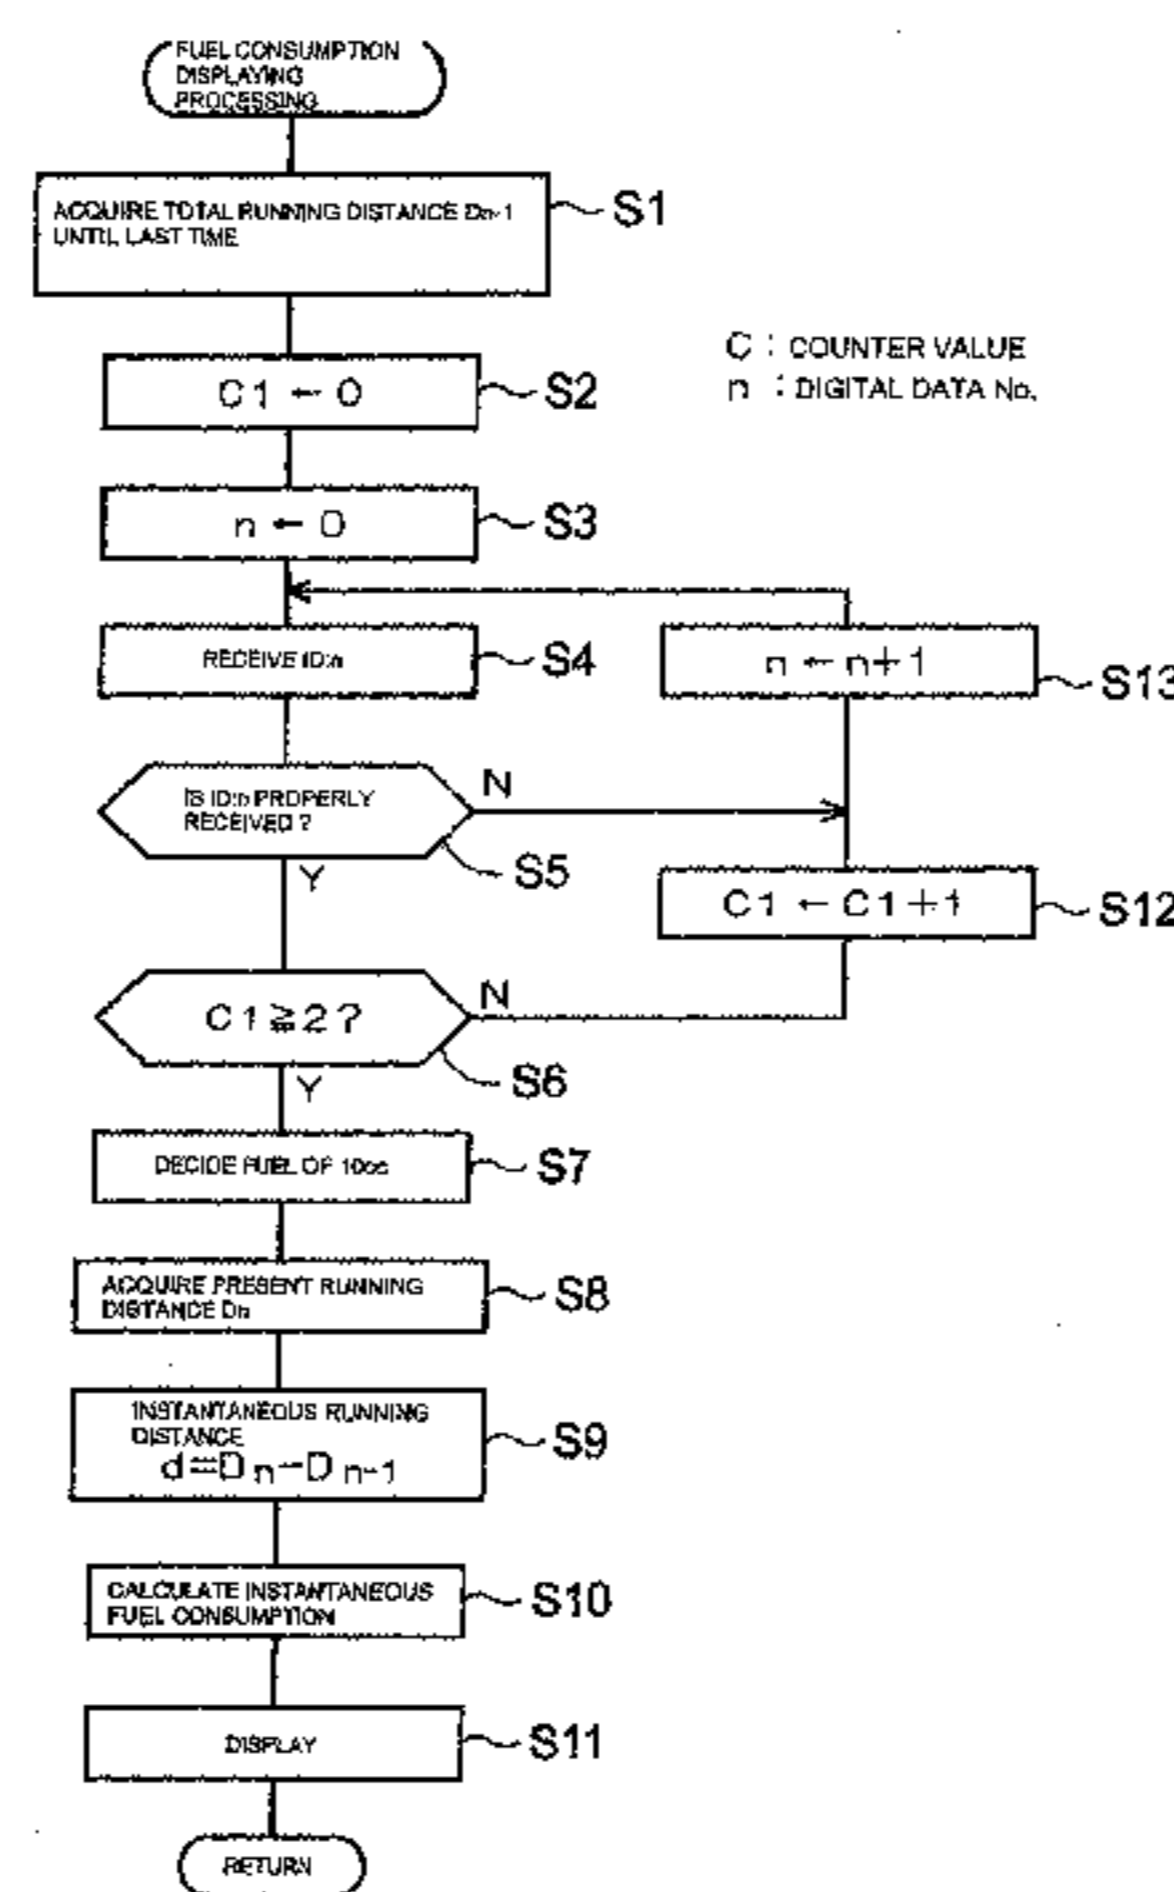 FUEL CONSUMPTION
DISPLAYING
PROCESSING
ACQUIRE TOTAL RUNNING DISTANCE Dn-1
UNTIL LAST TIME
S1
C : COUNTER VALUE
n : DIGITAL DATA No.
C1 ← 0
S2
n ← 0
S3
RECEIVE ID:n
S4
n ← n+1
S13
IS ID:n PROPERLY
RECEIVED ?
N
S5
Y
C1 ← C1+1
S12
C1≧2?
N
S6
Y
DECIDE FUEL OF 10cc
S7
ACQUIRE PRESENT RUNNING
DISTANCE Dn
S8
INSTANTANEOUS RUNNING
DISTANCE
d=Dn-Dn-1
S9
CALCULATE INSTANTANEOUS
FUEL CONSUMPTION
S10
DISPLAY
S11
RETURN